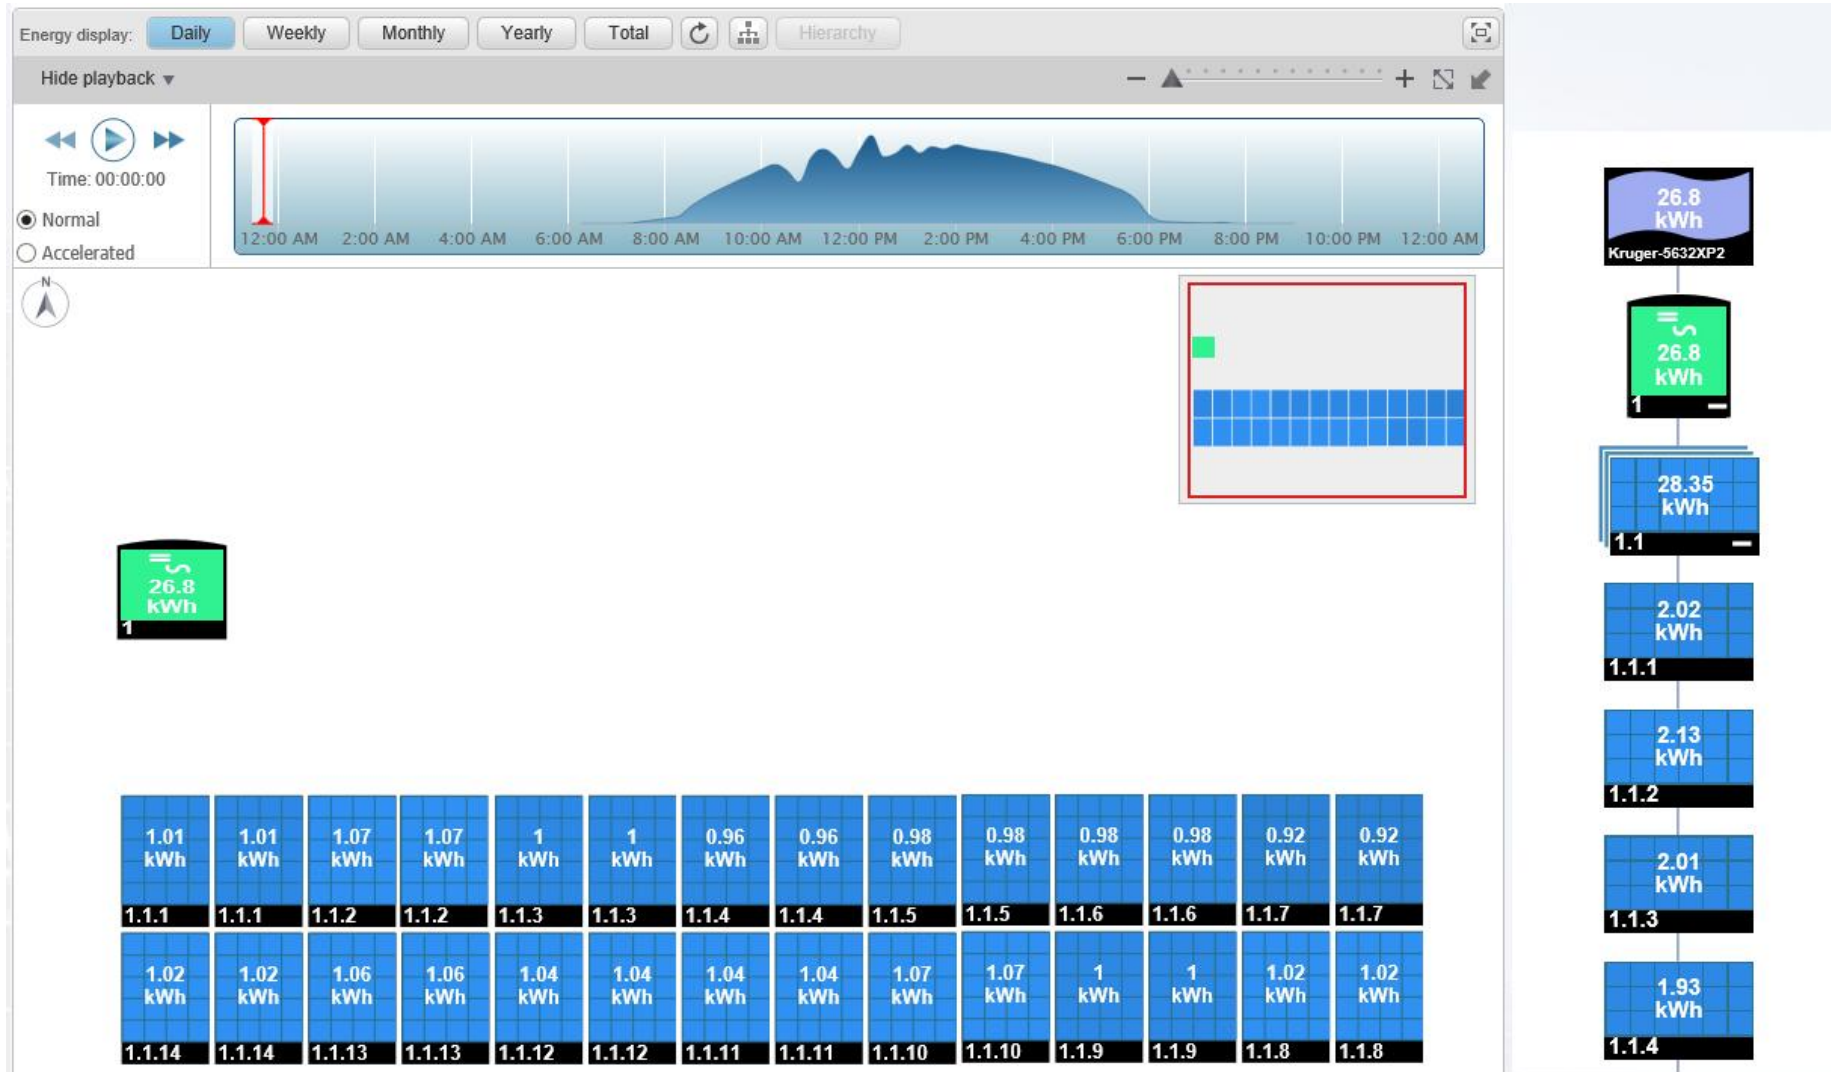 Energy display: Daily Weekly Monthly Yearly Total Hierarchy
Hide playback
Time: 00:00:00
Normal
Accelerated
12:00 AM 2:00 AM 4:00 AM 6:00 AM 8:00 AM 10:00 AM 12:00 PM 2:00 PM 4:00 PM 6:00 PM 8:00 PM 10:00 PM 12:00 AM
N
26.8
kWh
1
1.01 1.01 1.07 1.07 1 1 0.96 0.96 0.98 0.98 0.98 0.98 0.92 0.92
kWh kWh kWh kWh kWh kWh kWh kWh kWh kWh kWh kWh kWh kWh
1.1.1 1.1.1 1.1.2 1.1.2 1.1.3 1.1.3 1.1.4 1.1.4 1.1.5 1.1.5 1.1.6 1.1.6 1.1.7 1.1.7
1.02 1.02 1.06 1.06 1.04 1.04 1.04 1.04 1.07 1.07 1 1 1.02 1.02
kWh kWh kWh kWh kWh kWh kWh kWh kWh kWh kWh kWh kWh kWh
1.1.14 1.1.14 1.1.13 1.1.13 1.1.12 1.1.12 1.1.11 1.1.11 1.1.10 1.1.10 1.1.9 1.1.9 1.1.8 1.1.8
26.8
kWh
Kruger-5632XP2
26.8
kWh
1
28.35
kWh
1.1
2.02
kWh
1.1.1
2.13
kWh
1.1.2
2.01
kWh
1.1.3
1.93
kWh
1.1.4